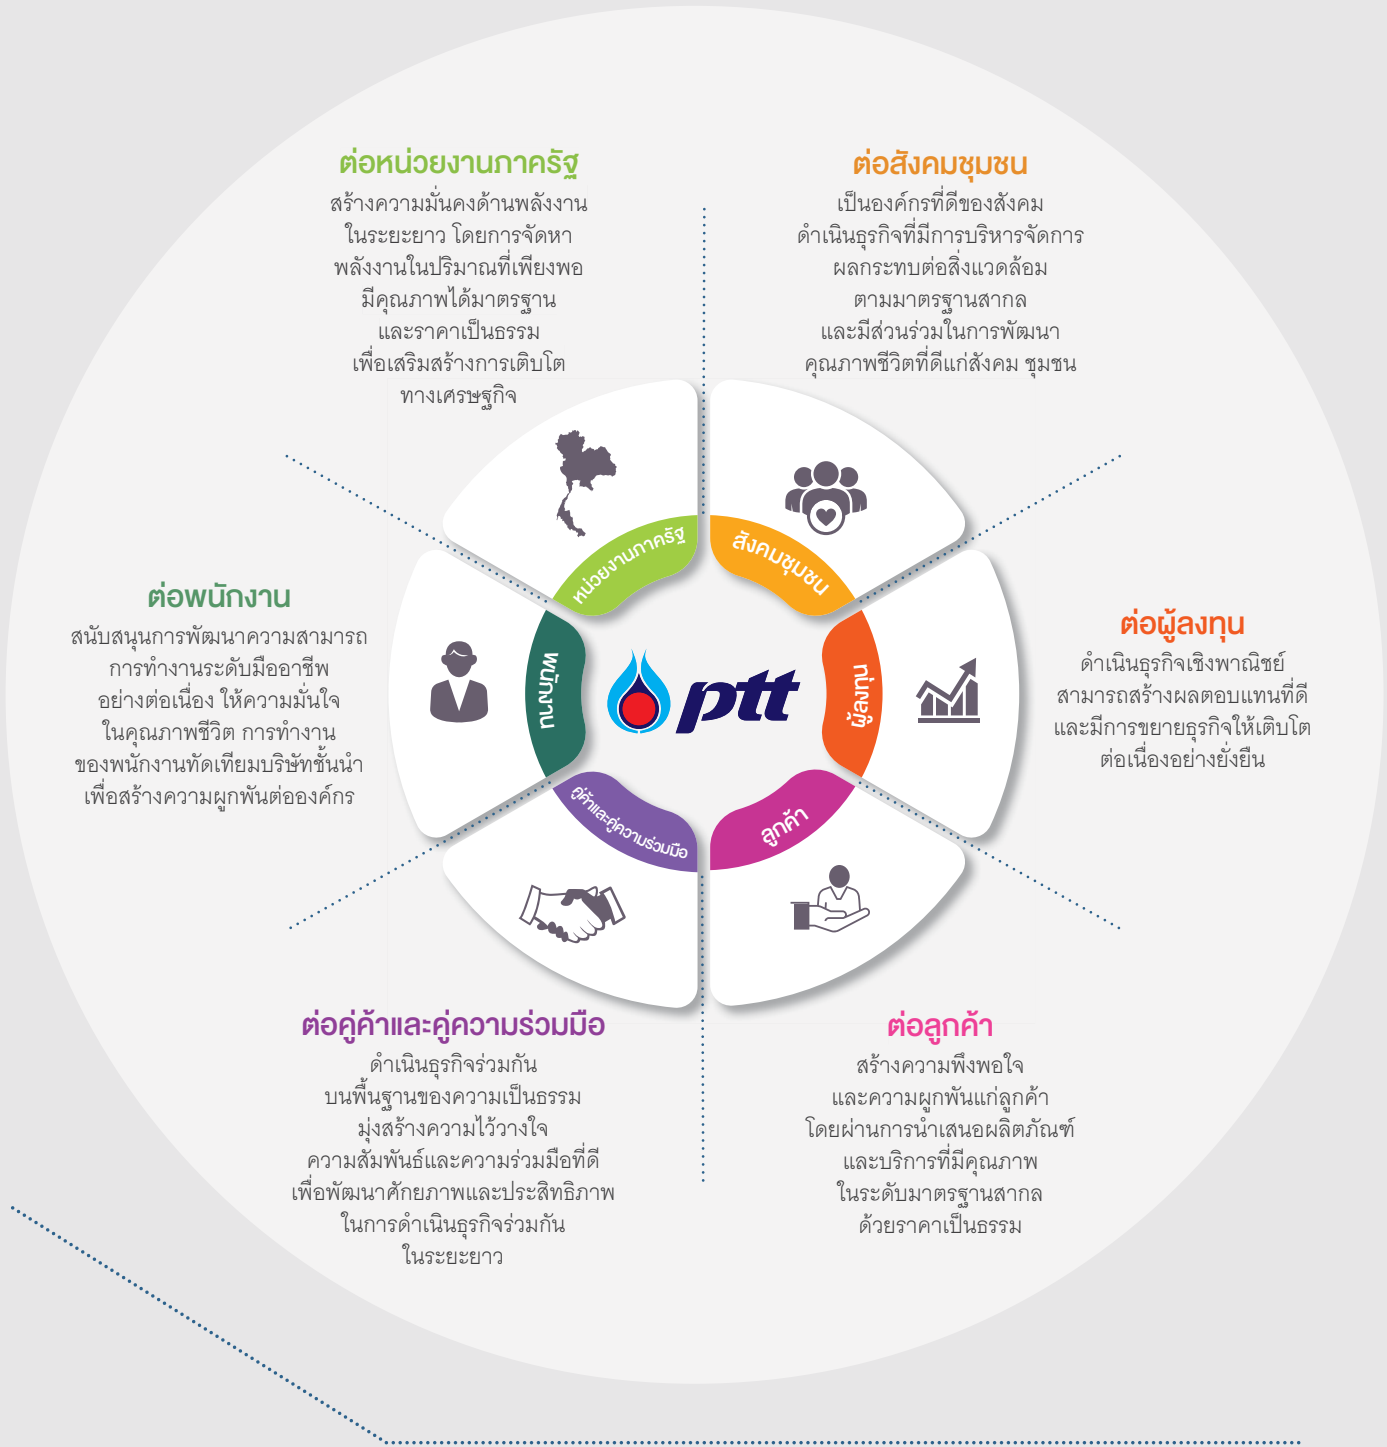 ต่อหน่วยงานภาครัฐ
สร้างความมั่นคงด้านพลังงาน
ในระยะยาว โดยการจัดหา
พลังงานในปริมาณที่เพียงพอ
มีคุณภาพได้มาตรฐาน
และราคาเป็นธรรม
เพื่อเสริมสร้างการเติบโต
ทางเศรษฐกิจ
ต่อสังคมชุมชน
เป็นองค์กรที่ดีของสังคม
ดำเนินธุรกิจที่มีการบริหารจัดการ
ผลกระทบต่อสิ่งแวดล้อม
ตามมาตรฐานสากล
และมีส่วนร่วมในการพัฒนา
คุณภาพชีวิตที่ดีแก่สังคม ชุมชน
หน่วยงานภาครัฐ
สังคมชุมชน
ต่อพนักงาน
สนับสนุนการพัฒนาความสามารถ
การทำงานระดับมืออาชีพ
อย่างต่อเนื่อง ให้ความมั่นใจ
ในคุณภาพชีวิต การทำงาน
ของพนักงานทัดเทียมบริษัทชั้นนำ
เพื่อสร้างความผูกพันต่อองค์กร
พนักงาน
ptt
ผู้ลงทุน
ต่อผู้ลงทุน
ดำเนินธุรกิจเชิงพาณิชย์
สามารถสร้างผลตอบแทนที่ดี
และมีการขยายธุรกิจให้เติบโต
ต่อเนื่องอย่างยั่งยืน
คู่ค้าและคู่ความร่วมมือ
ลูกค้า
ต่อคู่ค้าและคู่ความร่วมมือ
ดำเนินธุรกิจร่วมกัน
บนพื้นฐานของความเป็นธรรม
มุ่งสร้างความไว้วางใจ
ความสัมพันธ์และความร่วมมือที่ดี
เพื่อพัฒนาศักยภาพและประสิทธิภาพ
ในการดำเนินธุรกิจร่วมกัน
ในระยะยาว
ต่อลูกค้า
สร้างความพึงพอใจ
และความผูกพันแก่ลูกค้า
โดยผ่านการนำเสนอผลิตภัณฑ์
และบริการที่มีคุณภาพ
ในระดับมาตรฐานสากล
ด้วยราคาเป็นธรรม